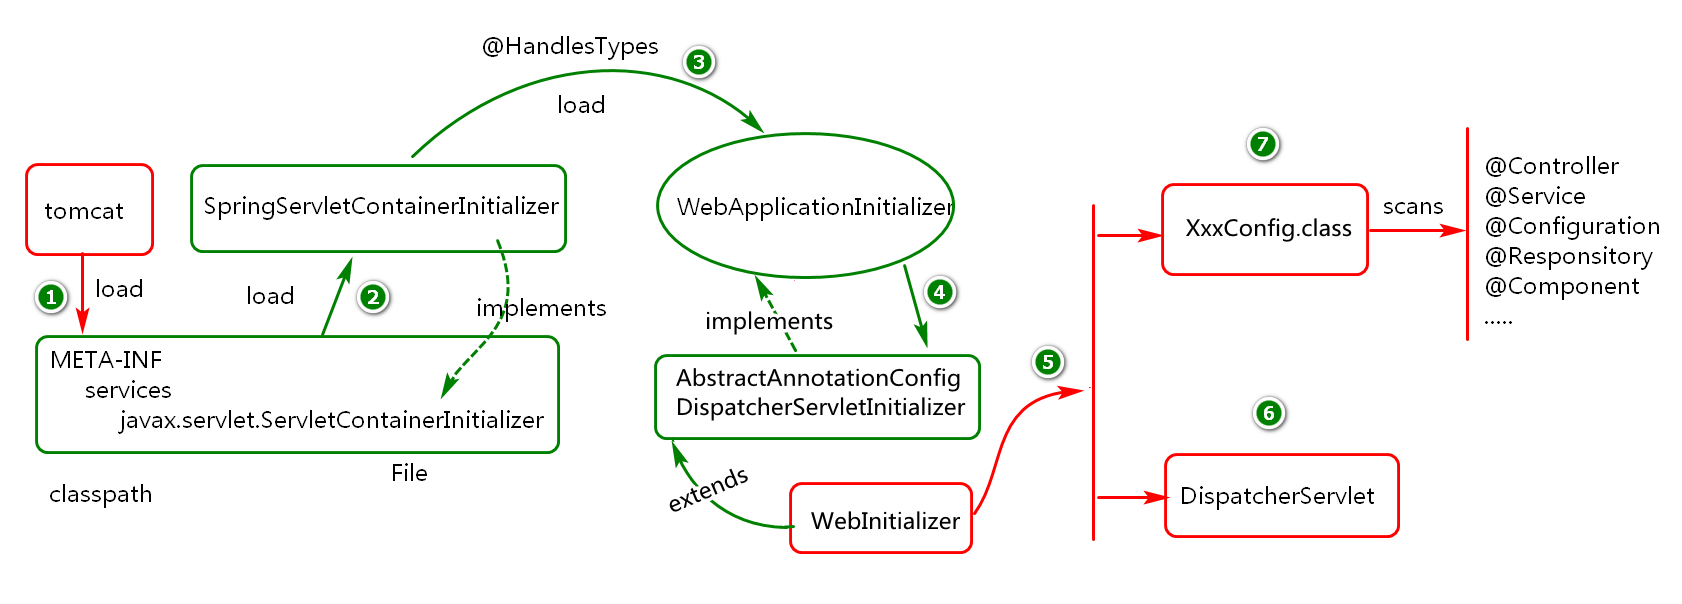 @HandlesTypes
3
load
tomcat
SpringServletContainerInitializer
WebApplicationInitializer
1
load
load
2
implements
META-INF
services
javax.servlet.ServletContainerInitializer
File
classpath
4
implements
AbstractAnnotationConfig
DispatcherServletInitializer
extends
WebInitializer
5
7
XxxConfig.class
scans
@Controller
@Service
@Configuration
@Responsitory
@Component
.....
6
DispatcherServlet